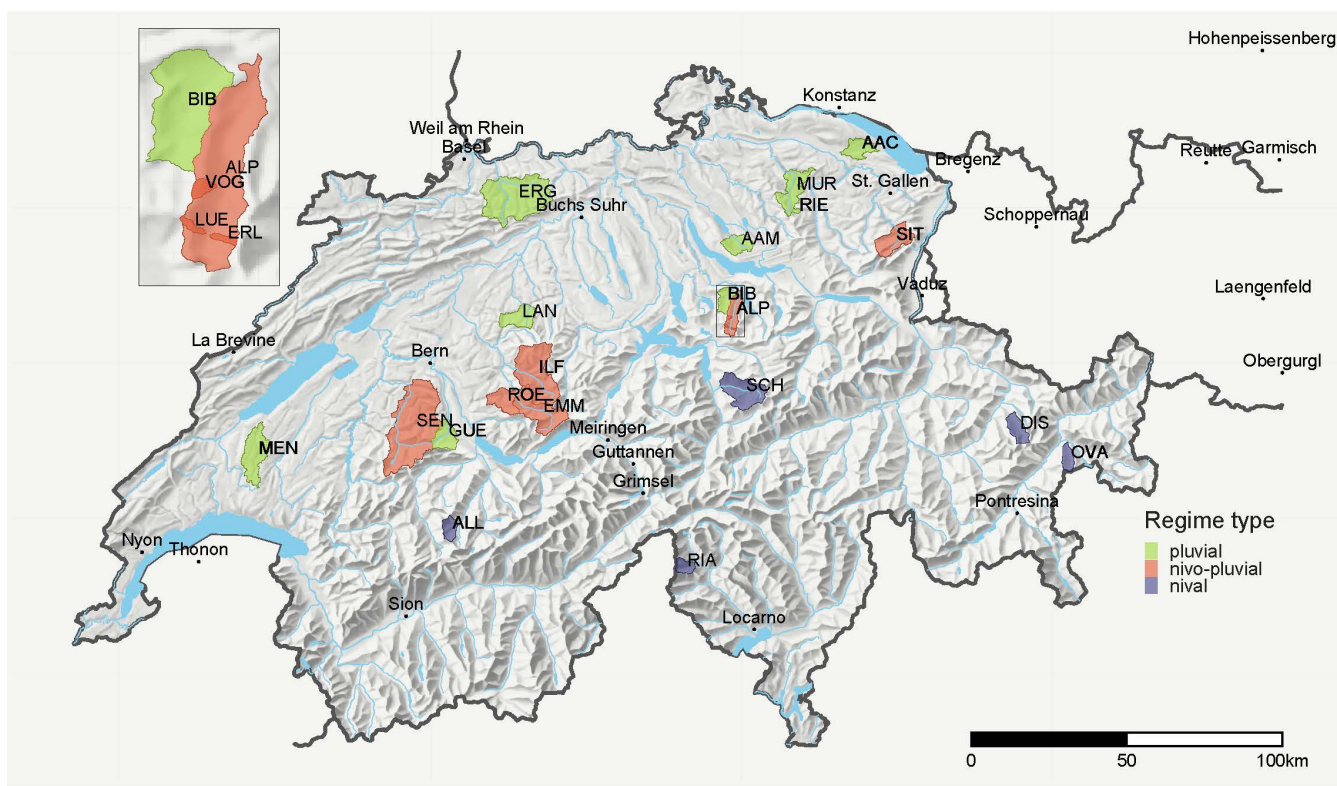 Hohenpeissenberg
BIB
ALP
VOG
LUE
ERL
Konstanz
Weil am Rhein
Basel
AAC
Bregenz
Reutte
Garmisch
ERG
Buchs Suhr
MUR
RIE
St. Gallen
Schoppernau
AAM
SIT
Vaduz
Laengenfeld
BIB
ALP
LAN
La Brevine
Bern
Obergurgl
ILF
ROE
EMM
SCH
SEN
GUE
Meiringen
DIS
MEN
Guttannen
OVA
Grimsel
Pontresina
ALL
Nyon
Thonon
RIA
Sion
Locarno
Regime type
pluvial
nivo-pluvial
nival
0 50 100km